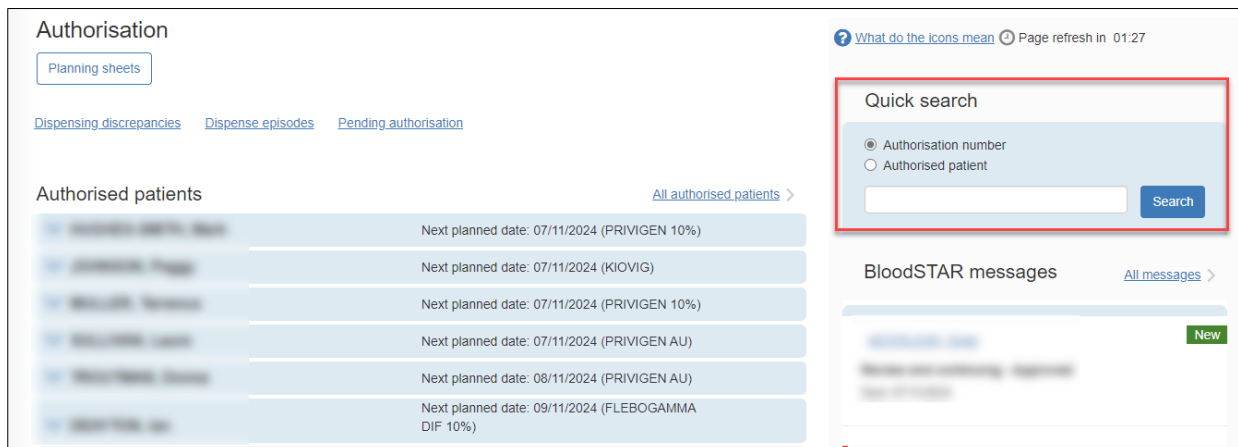 Authorisation
What do the icons mean Page refresh in 01:27
Planning sheets
Dispensing discrepancies Dispense episodes Pending authorisation
Quick search
Authorisation number
Authorised patient
Search
Authorised patients All authorised patients
Next planned date: 07/11/2024 (PRIVIGEN 10%)
Next planned date: 07/11/2024 (KIOVIG)
Next planned date: 07/11/2024 (PRIVIGEN 10%)
Next planned date: 07/11/2024 (PRIVIGEN AU)
Next planned date: 08/11/2024 (PRIVIGEN AU)
Next planned date: 09/11/2024 (FLEBOGAMMA
DIF 10%)
BloodSTAR messages All messages
New